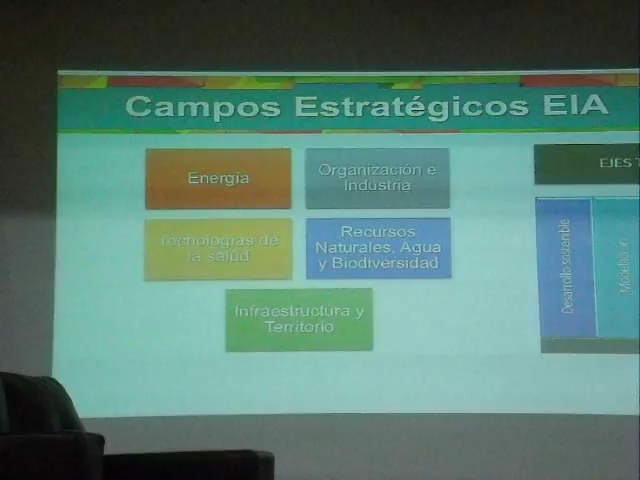 Campos Estratégicos EIA
Energía
Organización e
Industria
EJES
Tecnologías de
la salud
Recursos
Naturales, Agua
y Biodiversidad
Infraestructura y
Territorio
Desarrollo sostenible
Modelación